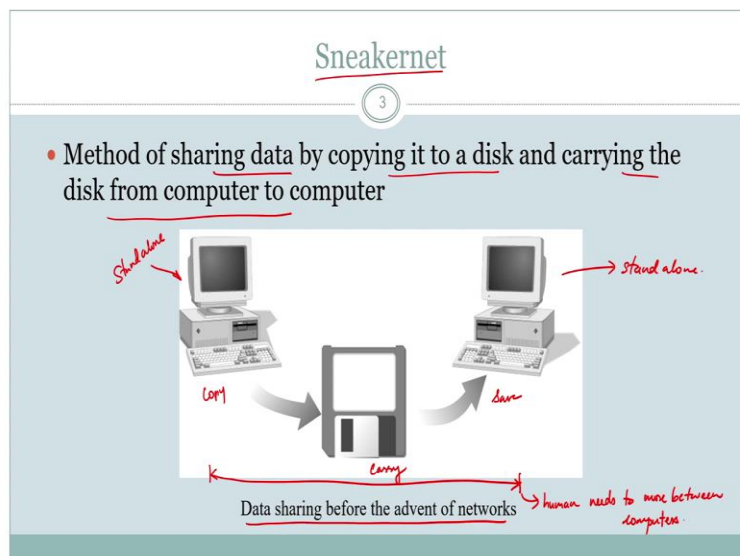 Sneakernet
3
• Method of sharing data by copying it to a disk and carrying the
disk from computer to computer
Standalone
stand alone.
Copy
Save
Carry
Data sharing before the advent of networks
human needs to move between
computers.